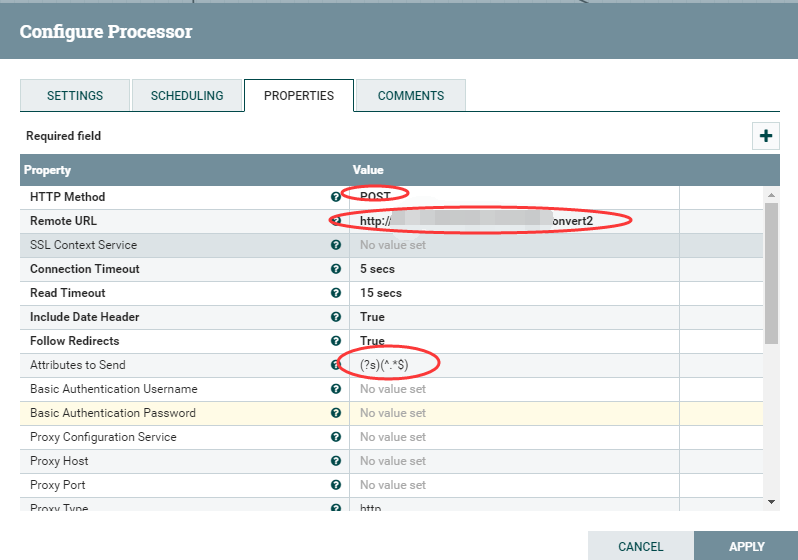 Configure Processor
SETTINGS SCHEDULING PROPERTIES COMMENTS
Required field
Property Value
HTTP Method POST
Remote URL http:// onvert2
SSL Context Service No value set
Connection Timeout 5 secs
Read Timeout 15 secs
Include Date Header True
Follow Redirects True
Attributes to Send (?s)(^.*$)
Basic Authentication Username No value set
Basic Authentication Password No value set
Proxy Configuration Service No value set
Proxy Host No value set
Proxy Port No value set
Proxy Type http
CANCEL APPLY